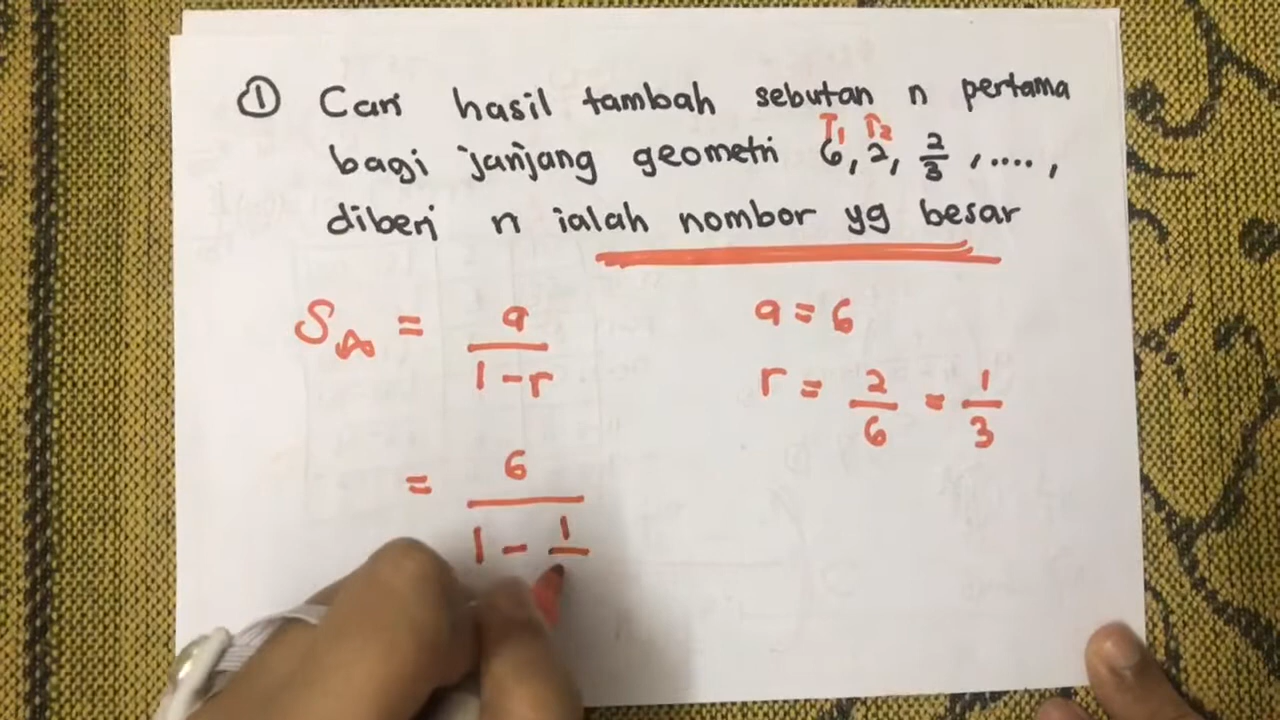 ① Cari hasil tambah sebutan n pertama
T1 T2
bagi janjang geometri 6, 2, 2/3, ....,
diberi n ialah nombor yg besar
S∞ = a/(1-r)
a = 6
r = 2/6 = 1/3
= 6/(1 - 1/